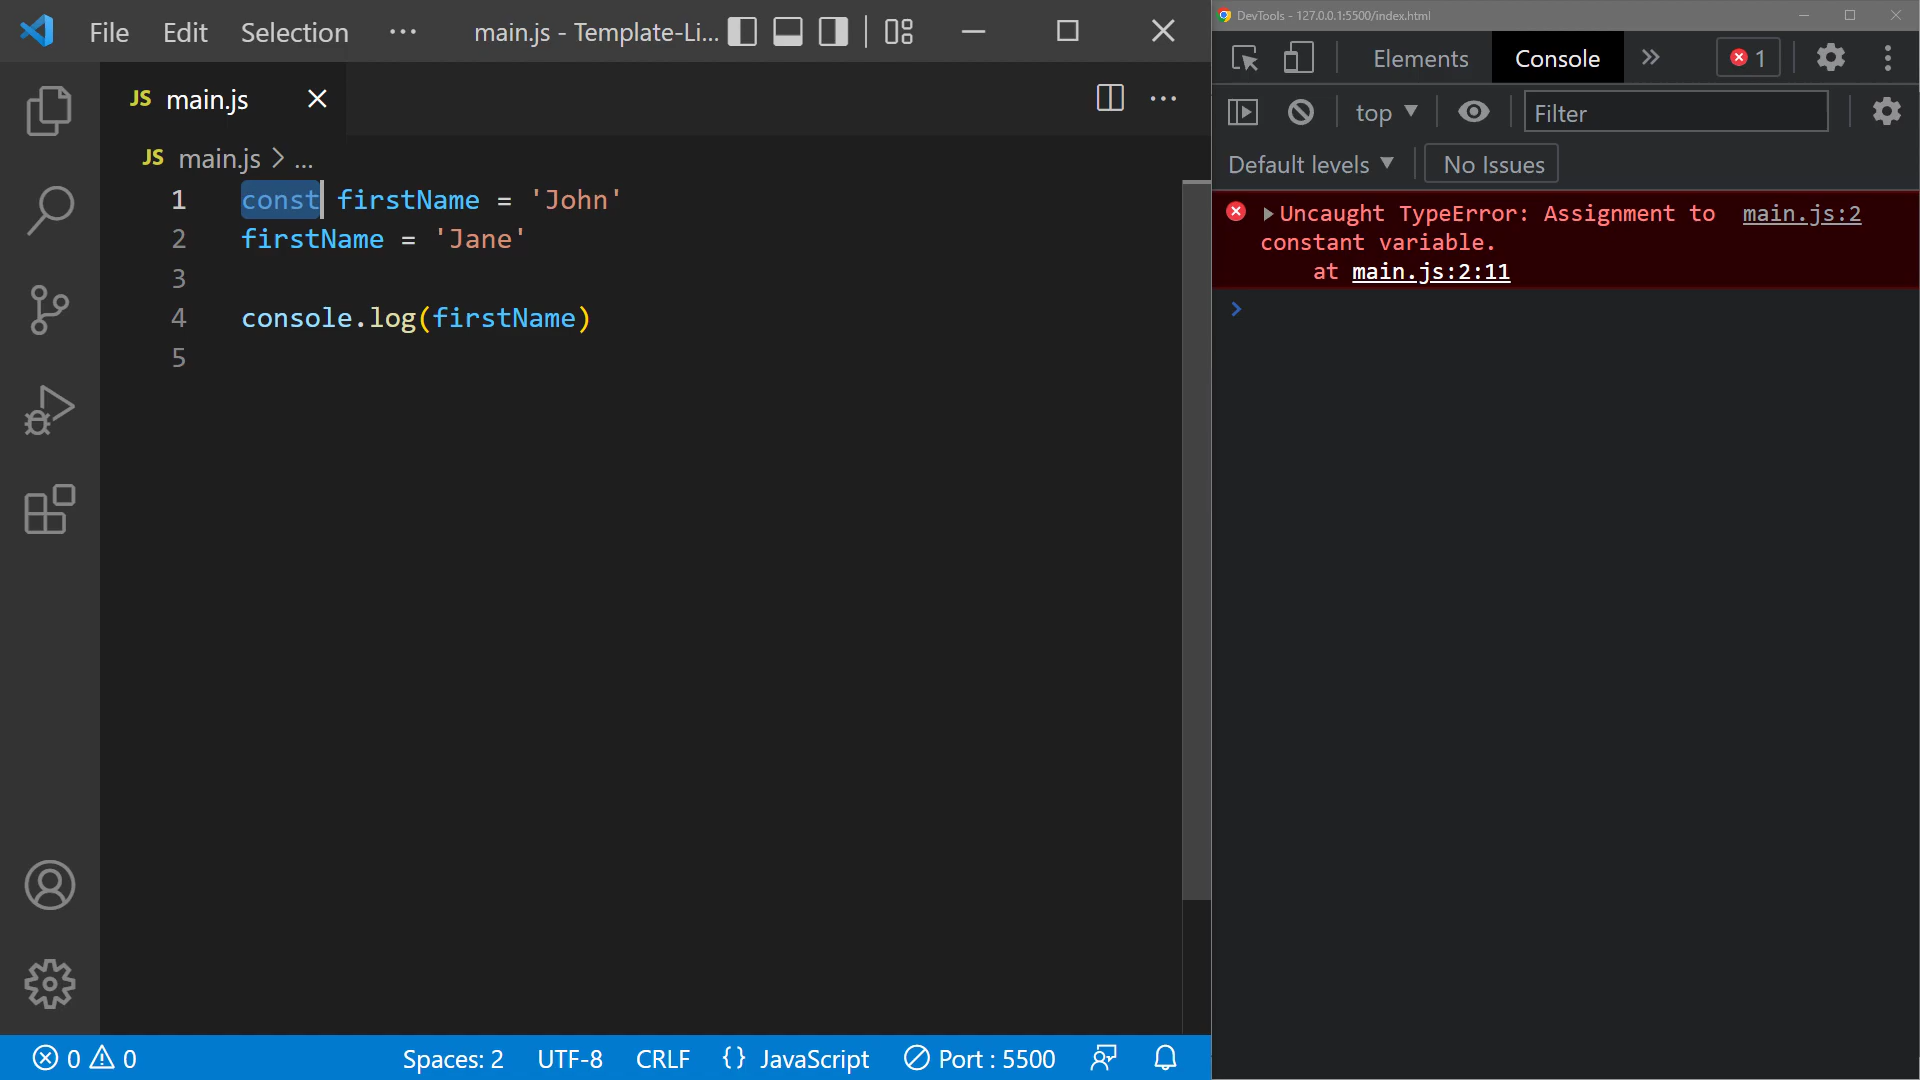 File Edit Selection ··· main.js - Template-Li...
JS main.js
JS main.js > ...
1 const firstName = 'John'
2 firstName = 'Jane'
3
4 console.log(firstName)
5
0 0 Spaces: 2 UTF-8 CRLF {} JavaScript Port : 5500
DevTools - 127.0.0.1:5500/index.html
Elements Console 1
top Filter
Default levels No Issues
Uncaught TypeError: Assignment to main.js:2
constant variable.
at main.js:2:11